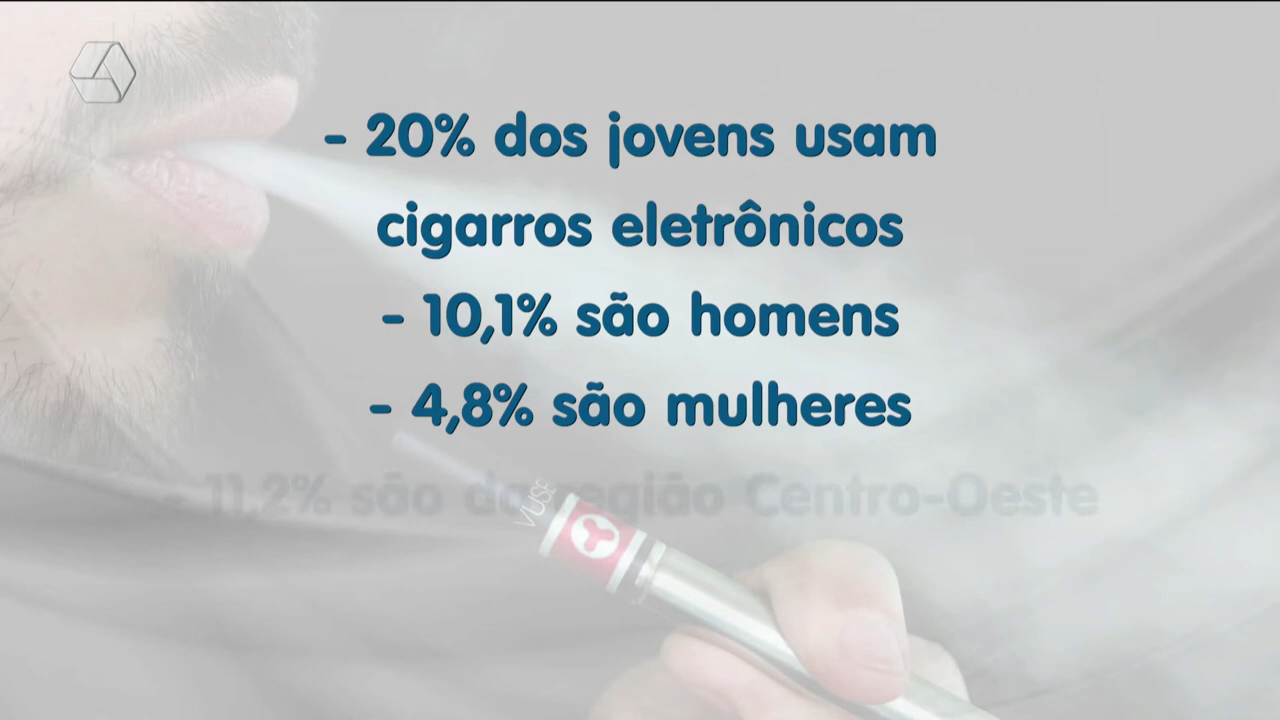 - 20% dos jovens usam
cigarros eletrônicos
- 10,1% são homens
- 4,8% são mulheres
- 11,2% são da região Centro-Oeste
VUSE